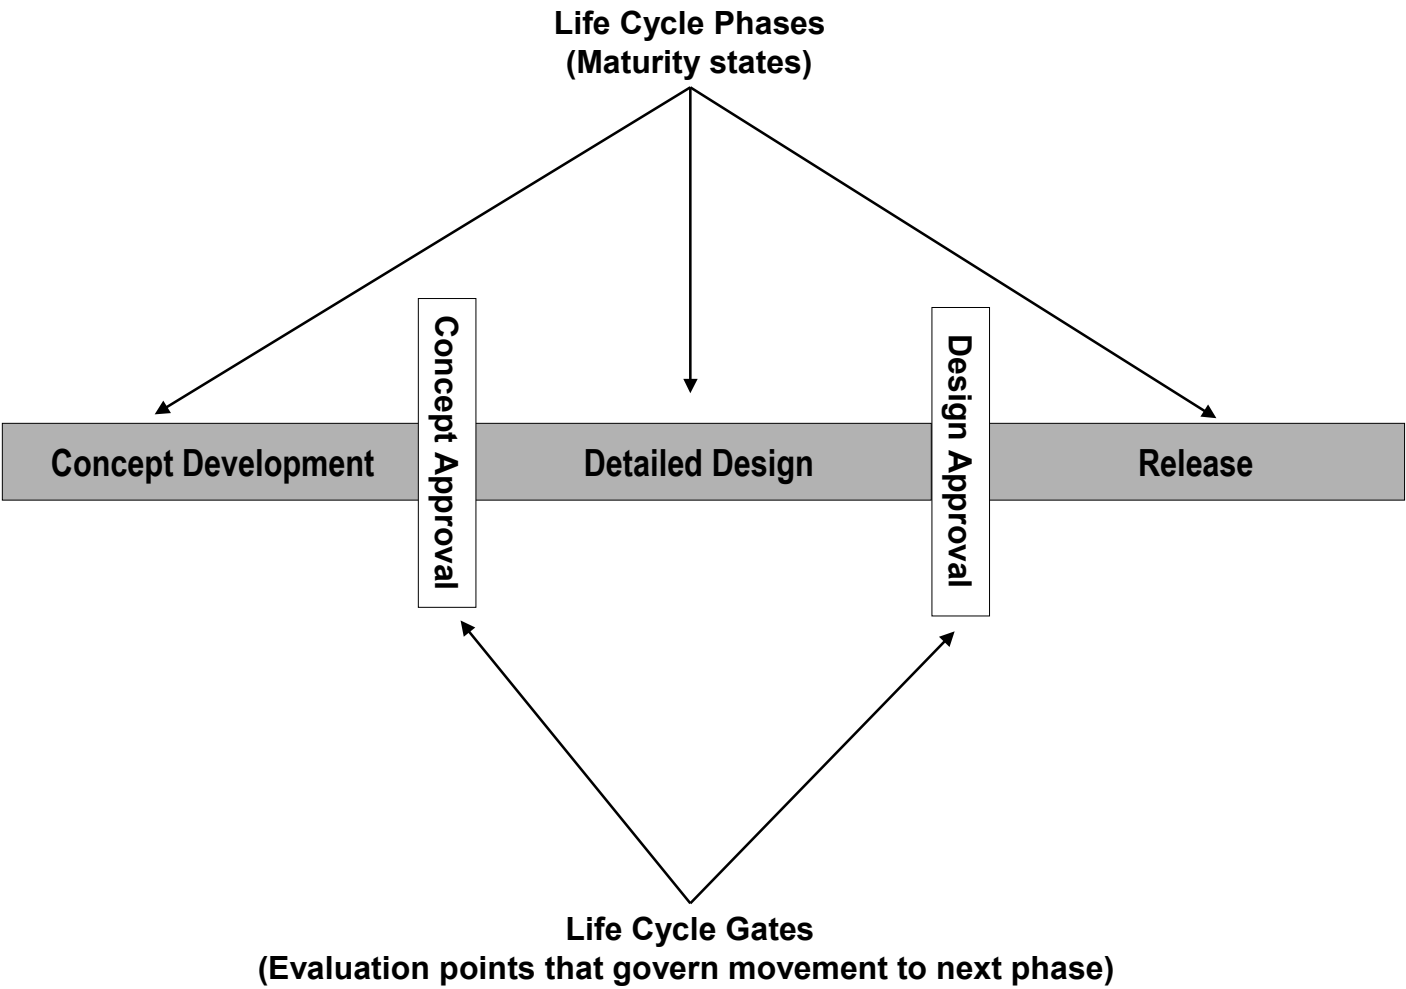 Life Cycle Phases
(Maturity states)
Concept Approval
Design Approval
Concept Development
Detailed Design
Release
Life Cycle Gates
(Evaluation points that govern movement to next phase)